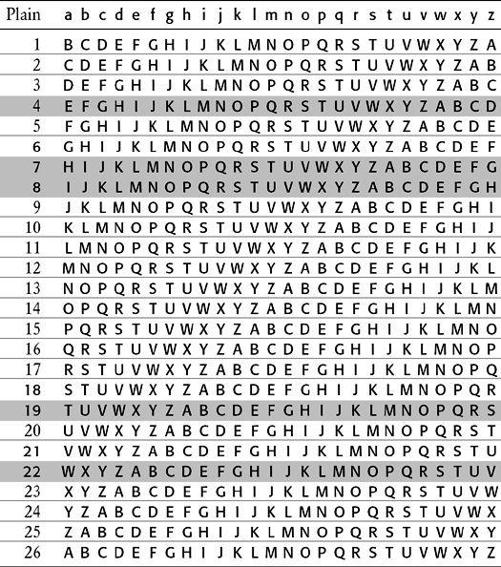 Plain a b c d e f g h i j k l m n o p q r s t u v w x y z
1 B C D E F G H I J K L M N O P Q R S T U V W X Y Z A
2 C D E F G H I J K L M N O P Q R S T U V W X Y Z A B
3 D E F G H I J K L M N O P Q R S T U V W X Y Z A B C
4 E F G H I J K L M N O P Q R S T U V W X Y Z A B C D
5 F G H I J K L M N O P Q R S T U V W X Y Z A B C D E
6 G H I J K L M N O P Q R S T U V W X Y Z A B C D E F
7 H I J K L M N O P Q R S T U V W X Y Z A B C D E F G
8 I J K L M N O P Q R S T U V W X Y Z A B C D E F G H
9 J K L M N O P Q R S T U V W X Y Z A B C D E F G H I
10 K L M N O P Q R S T U V W X Y Z A B C D E F G H I J
11 L M N O P Q R S T U V W X Y Z A B C D E F G H I J K
12 M N O P Q R S T U V W X Y Z A B C D E F G H I J K L
13 N O P Q R S T U V W X Y Z A B C D E F G H I J K L M
14 O P Q R S T U V W X Y Z A B C D E F G H I J K L M N
15 P Q R S T U V W X Y Z A B C D E F G H I J K L M N O
16 Q R S T U V W X Y Z A B C D E F G H I J K L M N O P
17 R S T U V W X Y Z A B C D E F G H I J K L M N O P Q
18 S T U V W X Y Z A B C D E F G H I J K L M N O P Q R
19 T U V W X Y Z A B C D E F G H I J K L M N O P Q R S
20 U V W X Y Z A B C D E F G H I J K L M N O P Q R S T
21 V W X Y Z A B C D E F G H I J K L M N O P Q R S T U
22 W X Y Z A B C D E F G H I J K L M N O P Q R S T U V
23 X Y Z A B C D E F G H I J K L M N O P Q R S T U V W
24 Y Z A B C D E F G H I J K L M N O P Q R S T U V W X
25 Z A B C D E F G H I J K L M N O P Q R S T U V W X Y
26 A B C D E F G H I J K L M N O P Q R S T U V W X Y Z